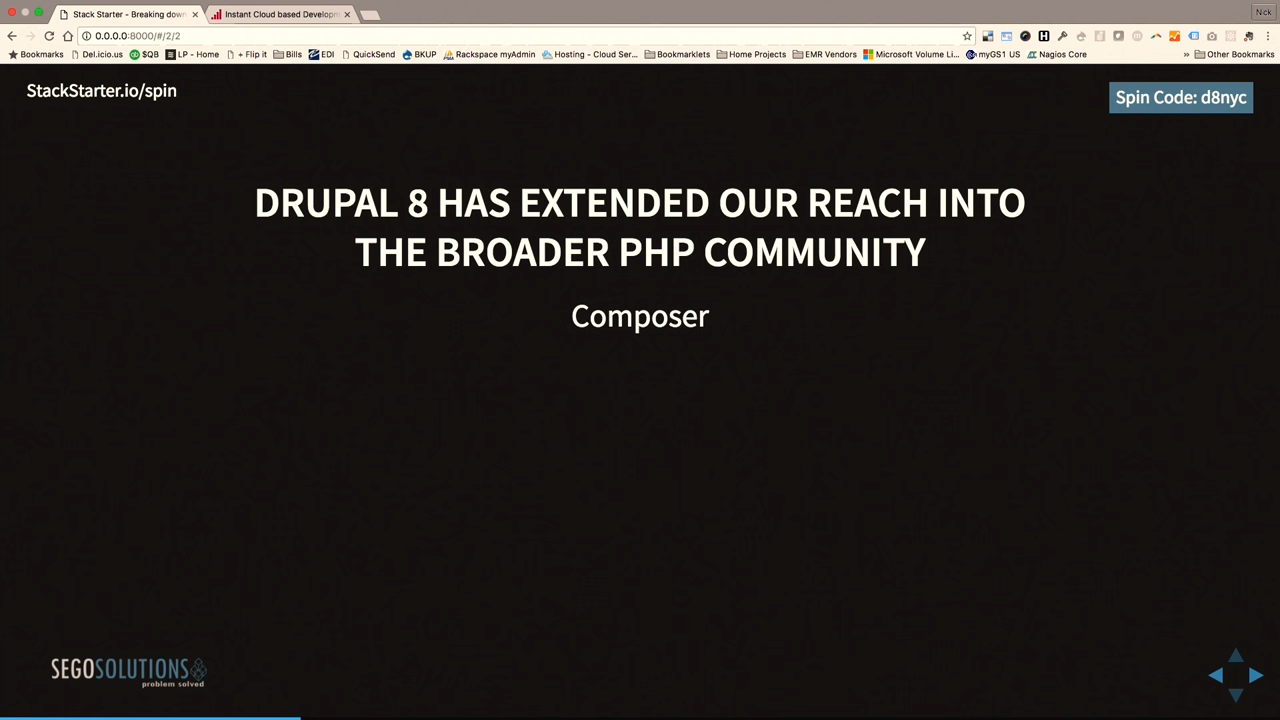 Stack Starter - Breaking down
Instant Cloud based Developm
Nick
0.0.0.0:8000/#/2/2
Bookmarks
Del.icio.us
$QB
LP - Home
+ Flip it
Bills
EDI
QuickSend
BKUP
Rackspace myAdmin
Hosting - Cloud Ser...
Bookmarklets
Home Projects
EMR Vendors
Microsoft Volume Li...
myGS1 US
Nagios Core
»
Other Bookmarks
StackStarter.io/spin
Spin Code: d8nyc
DRUPAL 8 HAS EXTENDED OUR REACH INTO
THE BROADER PHP COMMUNITY
Composer
SEGOSOLUTIONS
problem solved